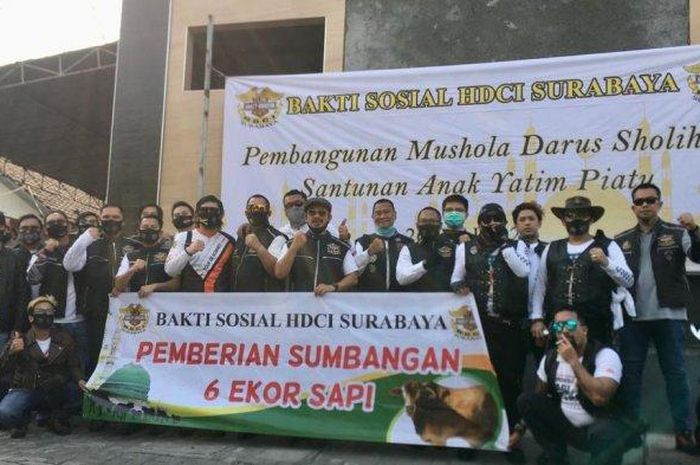 BAKTI SOSIAL HDCI SURABAYA
Pembangunan Mushola Darus Sholih
Santunan Anak Yatim Piatu
BAKTI SOSIAL HDCI SURABAYA
PEMBERIAN SUMBANGAN
6 EKOR SAPI